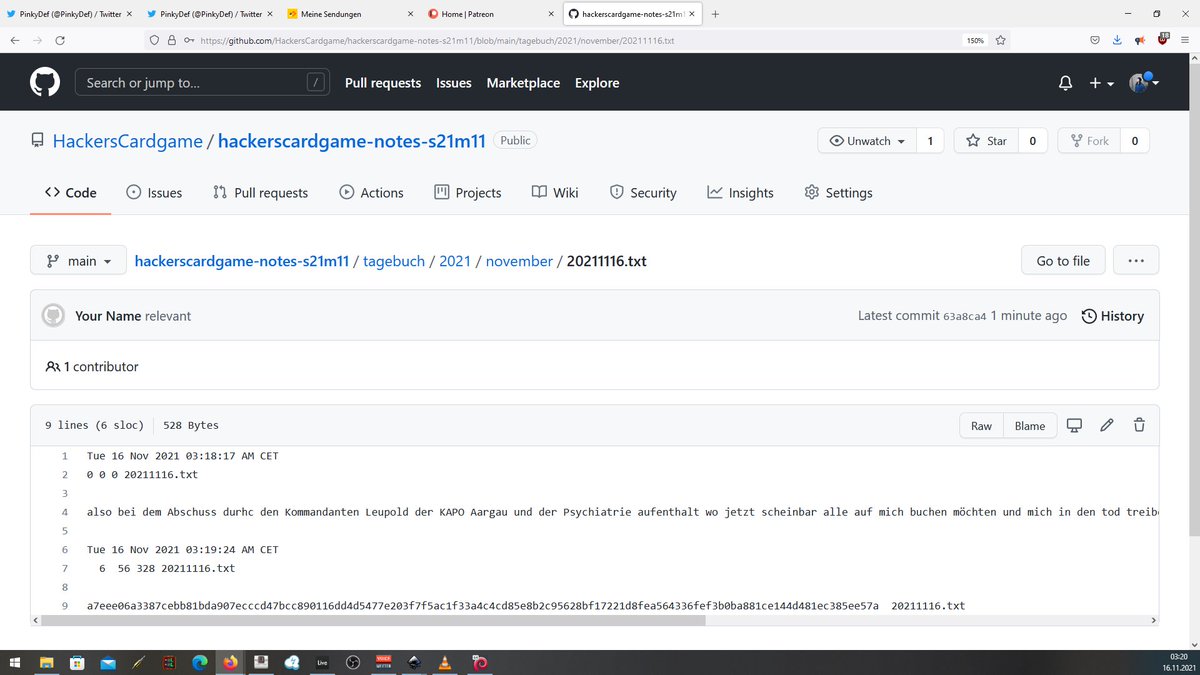 PinkyDef (@PinkyDef) / Twitter
PinkyDef (@PinkyDef) / Twitter
Meine Sendungen
Home | Patreon
hackerscardgame-notes-s21m1
https://github.com/HackersCardgame/hackerscardgame-notes-s21m11/blob/main/tagebuch/2021/november/20211116.txt
150%
18
Search or jump to...
/
Pull requests Issues Marketplace Explore
HackersCardgame / hackerscardgame-notes-s21m11 Public
Unwatch 1 Star 0 Fork 0
Code Issues Pull requests Actions Projects Wiki Security Insights Settings
main hackerscardgame-notes-s21m11 / tagebuch / 2021 / november / 20211116.txt
Go to file ...
Your Name relevant
Latest commit 63a8ca4 1 minute ago History
1 contributor
9 lines (6 sloc) 528 Bytes
Raw Blame
1 Tue 16 Nov 2021 03:18:17 AM CET
2 0 0 0 20211116.txt
3
4 also bei dem Abschuss durhc den Kommandanten Leupold der KAPO Aargau und der Psychiatrie aufenthalt wo jetzt scheinbar alle auf mich buchen möchten und mich in den tod treibe
5
6 Tue 16 Nov 2021 03:19:24 AM CET
7 6 56 328 20211116.txt
8
9 a7eee06a3387cebb81bda907ecccd47bcc890116dd4d5477e203f7f5ac1f33a4c4cd85e8b2c95628bf17221d8fea564336fef3b0ba881ce144d481ec385ee57a 20211116.txt
Live
03:20
16.11.2021